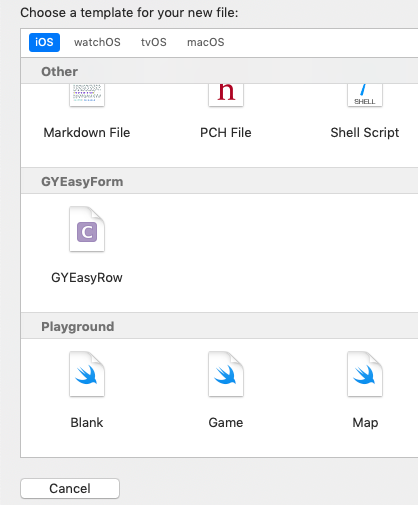 Choose a template for your new file:
iOS watchOS tvOS macOS
Other
h SHELL
Markdown File PCH File Shell Script
GYEasyForm
C
GYEasyRow
Playground
Blank Game Map
Cancel